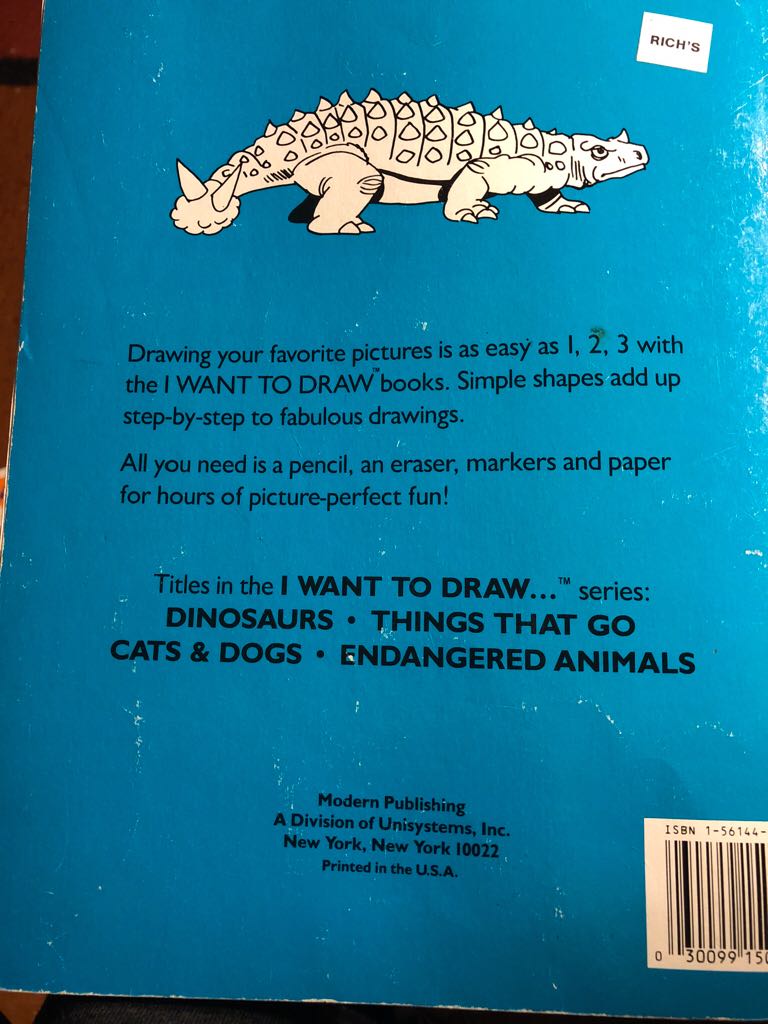 RICH'S
Drawing your favorite pictures is as easy as 1, 2, 3 with
the I WANT TO DRAW™ books. Simple shapes add up
step-by-step to fabulous drawings.
All you need is a pencil, an eraser, markers and paper
for hours of picture-perfect fun!
Titles in the I WANT TO DRAW...™ series:
DINOSAURS • THINGS THAT GO
CATS & DOGS • ENDANGERED ANIMALS
Modern Publishing
A Division of Unisystems, Inc.
New York, New York 10022
Printed in the U.S.A.
ISBN 1-56144-
0 30099 150